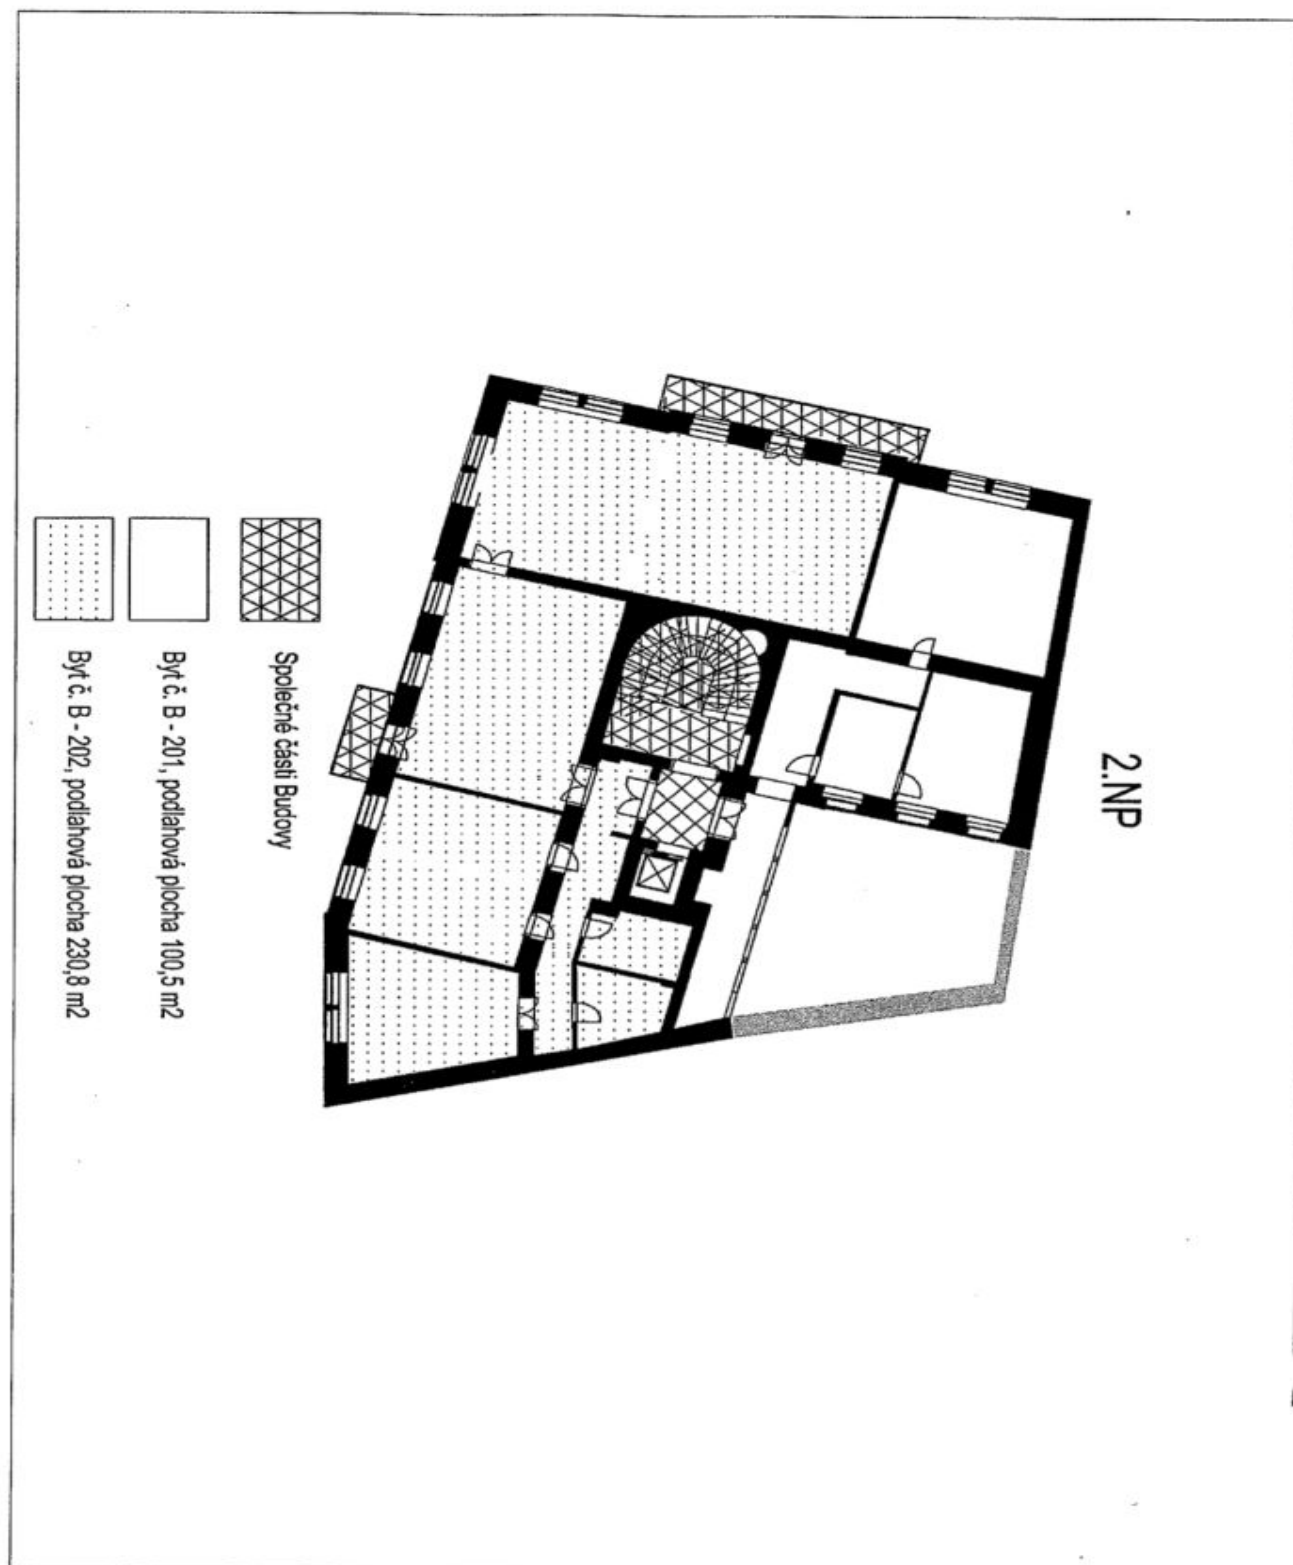 2.NP
Společné části Budovy
Byt č. B - 201, podlahová plocha 100,5 m2
Byt č. B - 202, podlahová plocha 230,8 m2